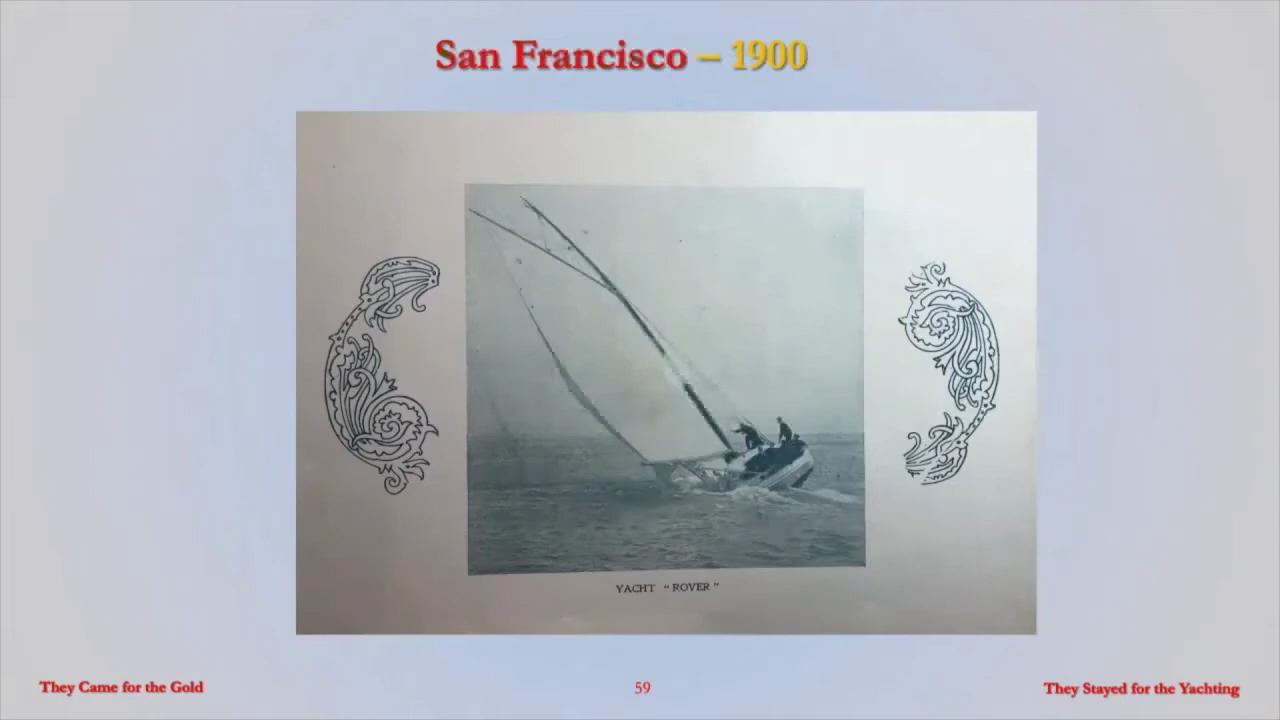 San Francisco – 1900
YACHT “ROVER”
They Came for the Gold
59
They Stayed for the Yachting